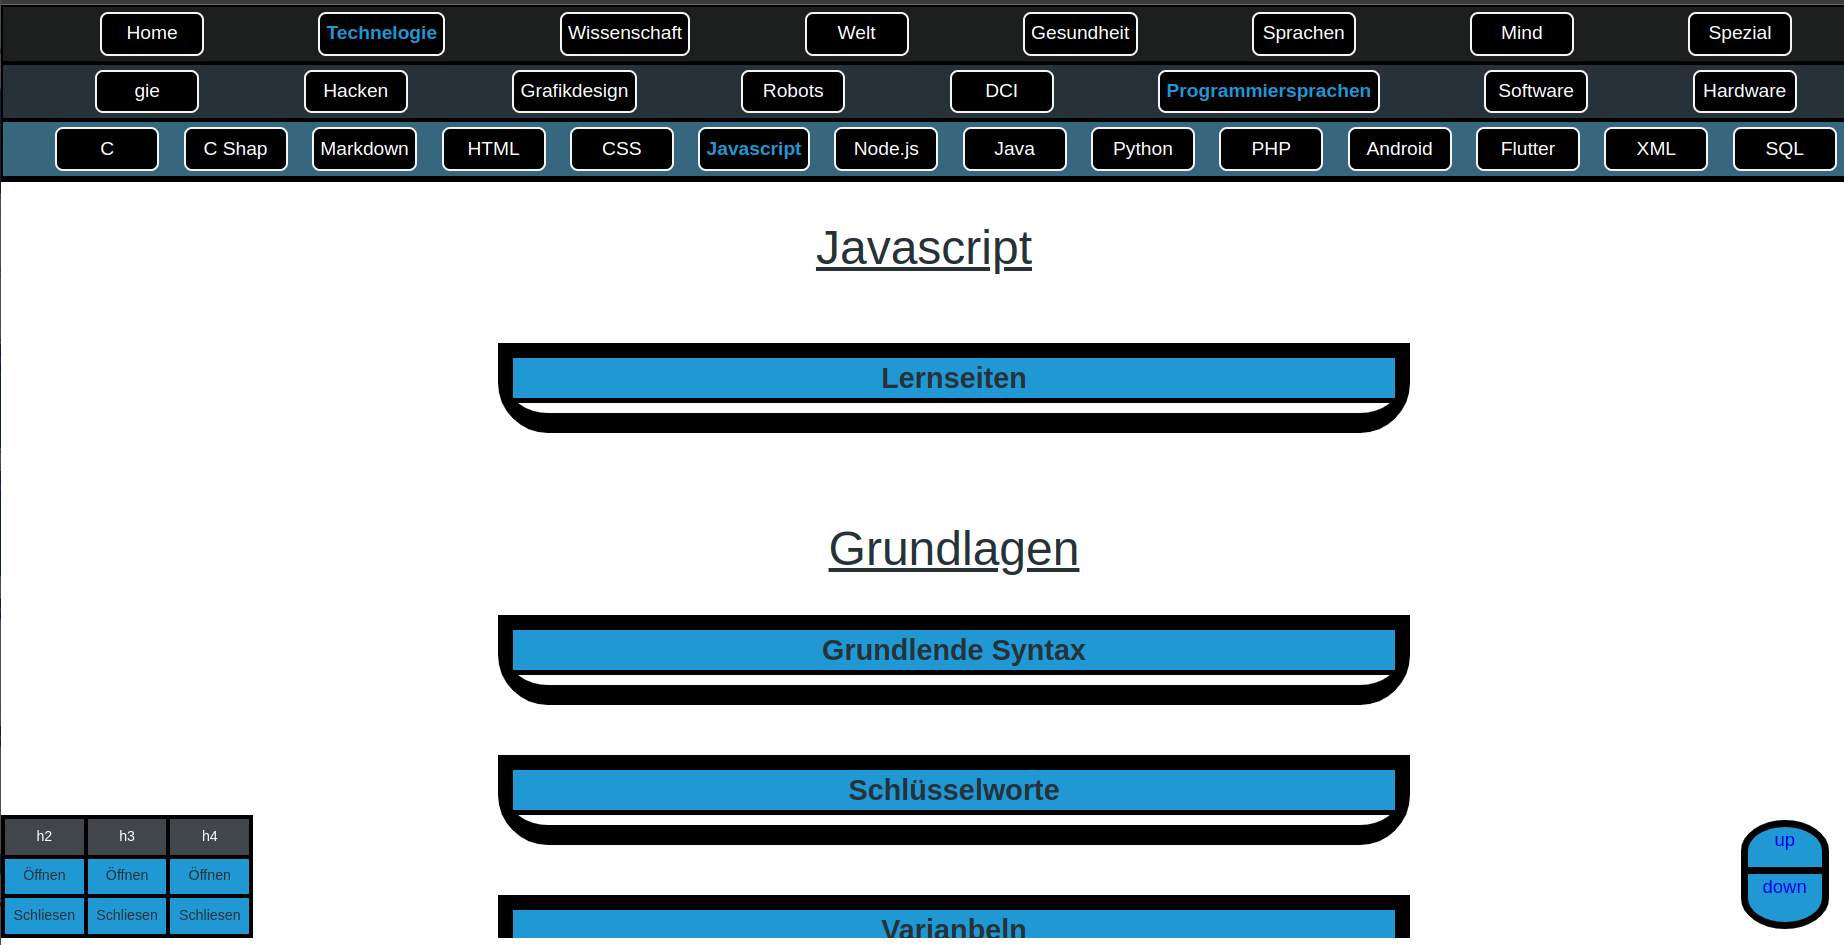 Home Technelogie Wissenschaft Welt Gesundheit Sprachen Mind Spezial
gie Hacken Grafikdesign Robots DCI Programmiersprachen Software Hardware
C C Shap Markdown HTML CSS Javascript Node.js Java Python PHP Android Flutter XML SQL
Javascript
Lernseiten
Grundlagen
Grundlende Syntax
Schlüsselworte
Varianbeln
h2 h3 h4
Öffnen Öffnen Öffnen
Schliesen Schliesen Schliesen
up
down